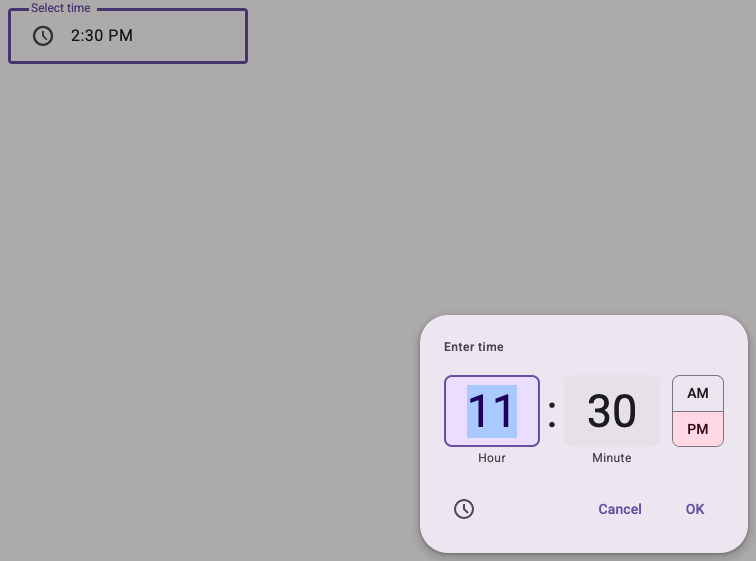 Select time
2:30 PM
Enter time
11 : 30 AM
PM
Hour Minute
Cancel OK